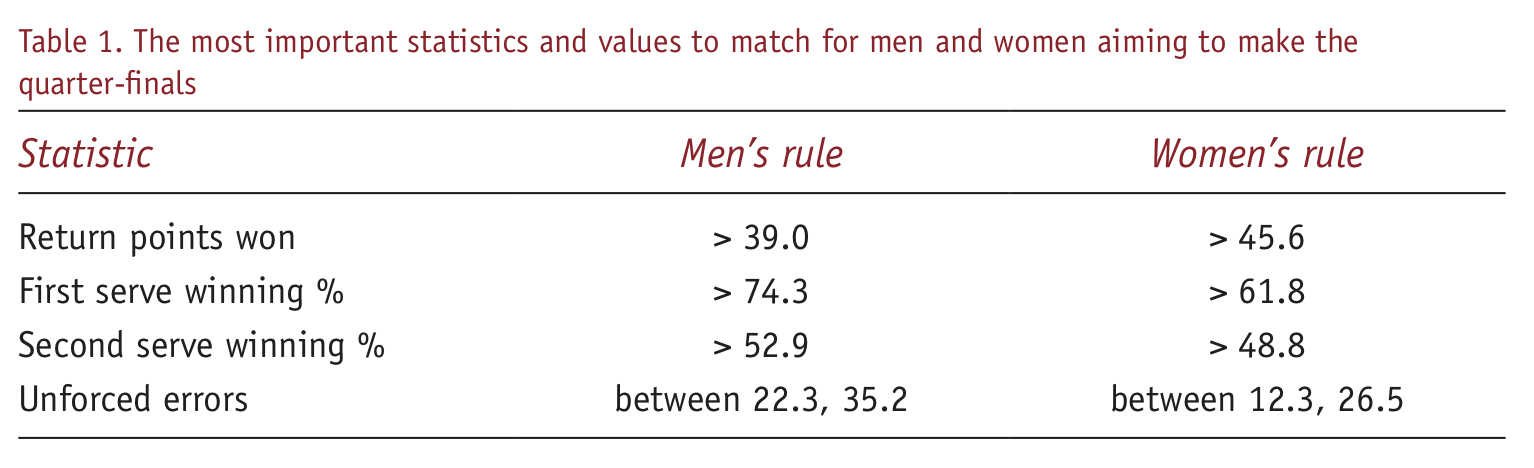 Table 1. The most important statistics and values to match for men and women aiming to make the
quarter-finals
Statistic Men’s rule Women’s rule
Return points won > 39.0 > 45.6
First serve winning % > 74.3 > 61.8
Second serve winning % > 52.9 > 48.8
Unforced errors between 22.3, 35.2 between 12.3, 26.5